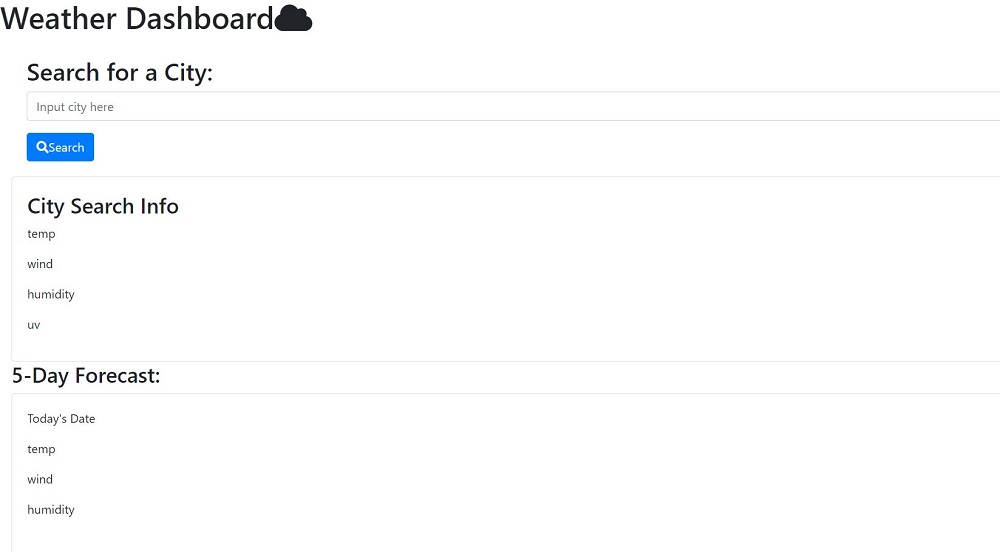 Weather Dashboard
Search for a City:
Input city here
Search
City Search Info
temp
wind
humidity
uv
5-Day Forecast:
Today's Date
temp
wind
humidity